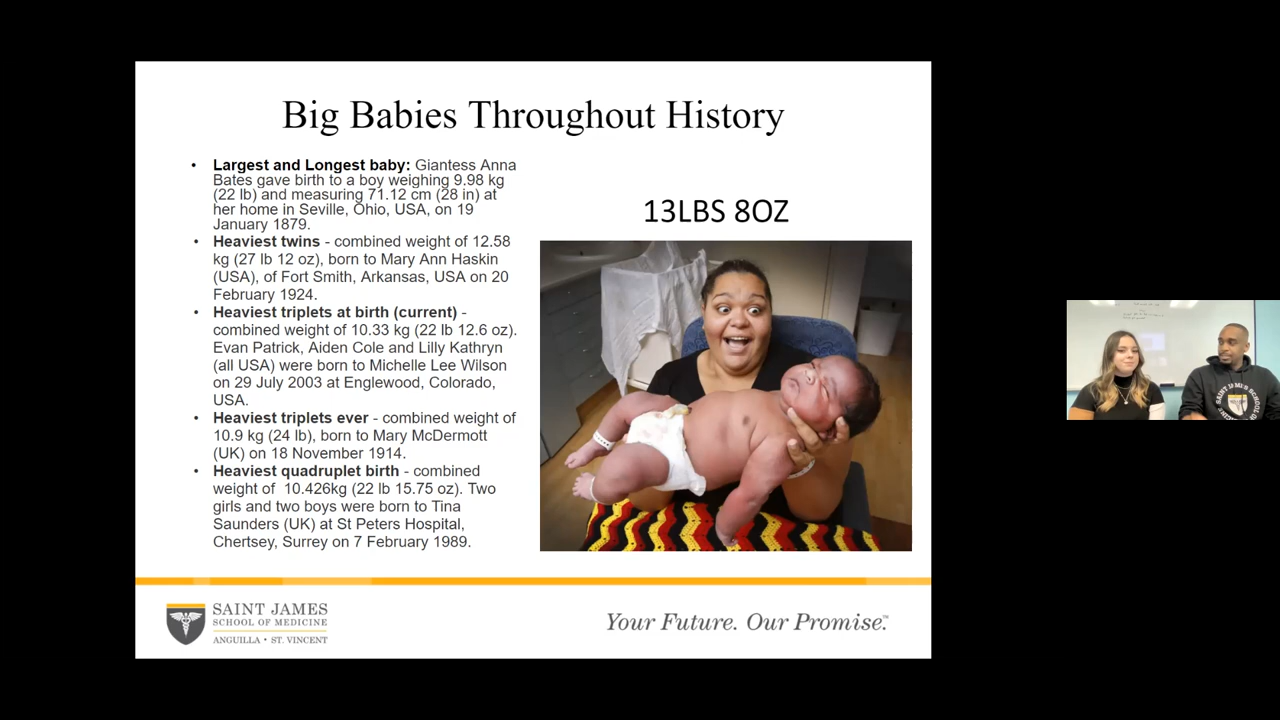 Big Babies Throughout History
• Largest and Longest baby: Giantess Anna
Bates gave birth to a boy weighing 9.98 kg
(22 lb) and measuring 71.12 cm (28 in) at
her home in Seville, Ohio, USA, on 19
January 1879.
• Heaviest twins - combined weight of 12.58
kg (27 lb 12 oz), born to Mary Ann Haskin
(USA), of Fort Smith, Arkansas, USA on 20
February 1924.
• Heaviest triplets at birth (current) -
combined weight of 10.33 kg (22 lb 12.6 oz).
Evan Patrick, Aiden Cole and Lilly Kathryn
(all USA) were born to Michelle Lee Wilson
on 29 July 2003 at Englewood, Colorado,
USA.
• Heaviest triplets ever - combined weight of
10.9 kg (24 lb), born to Mary McDermott
(UK) on 18 November 1914.
• Heaviest quadruplet birth - combined
weight of 10.426kg (22 lb 15.75 oz). Two
girls and two boys were born to Tina
Saunders (UK) at St Peters Hospital,
Chertsey, Surrey on 7 February 1989.
13LBS 8OZ
SAINT JAMES
SCHOOL OF MEDICINE
ANGUILLA • ST. VINCENT
Your Future. Our Promise.™
SAINT JAMES SCHOOL OF MEDICINE